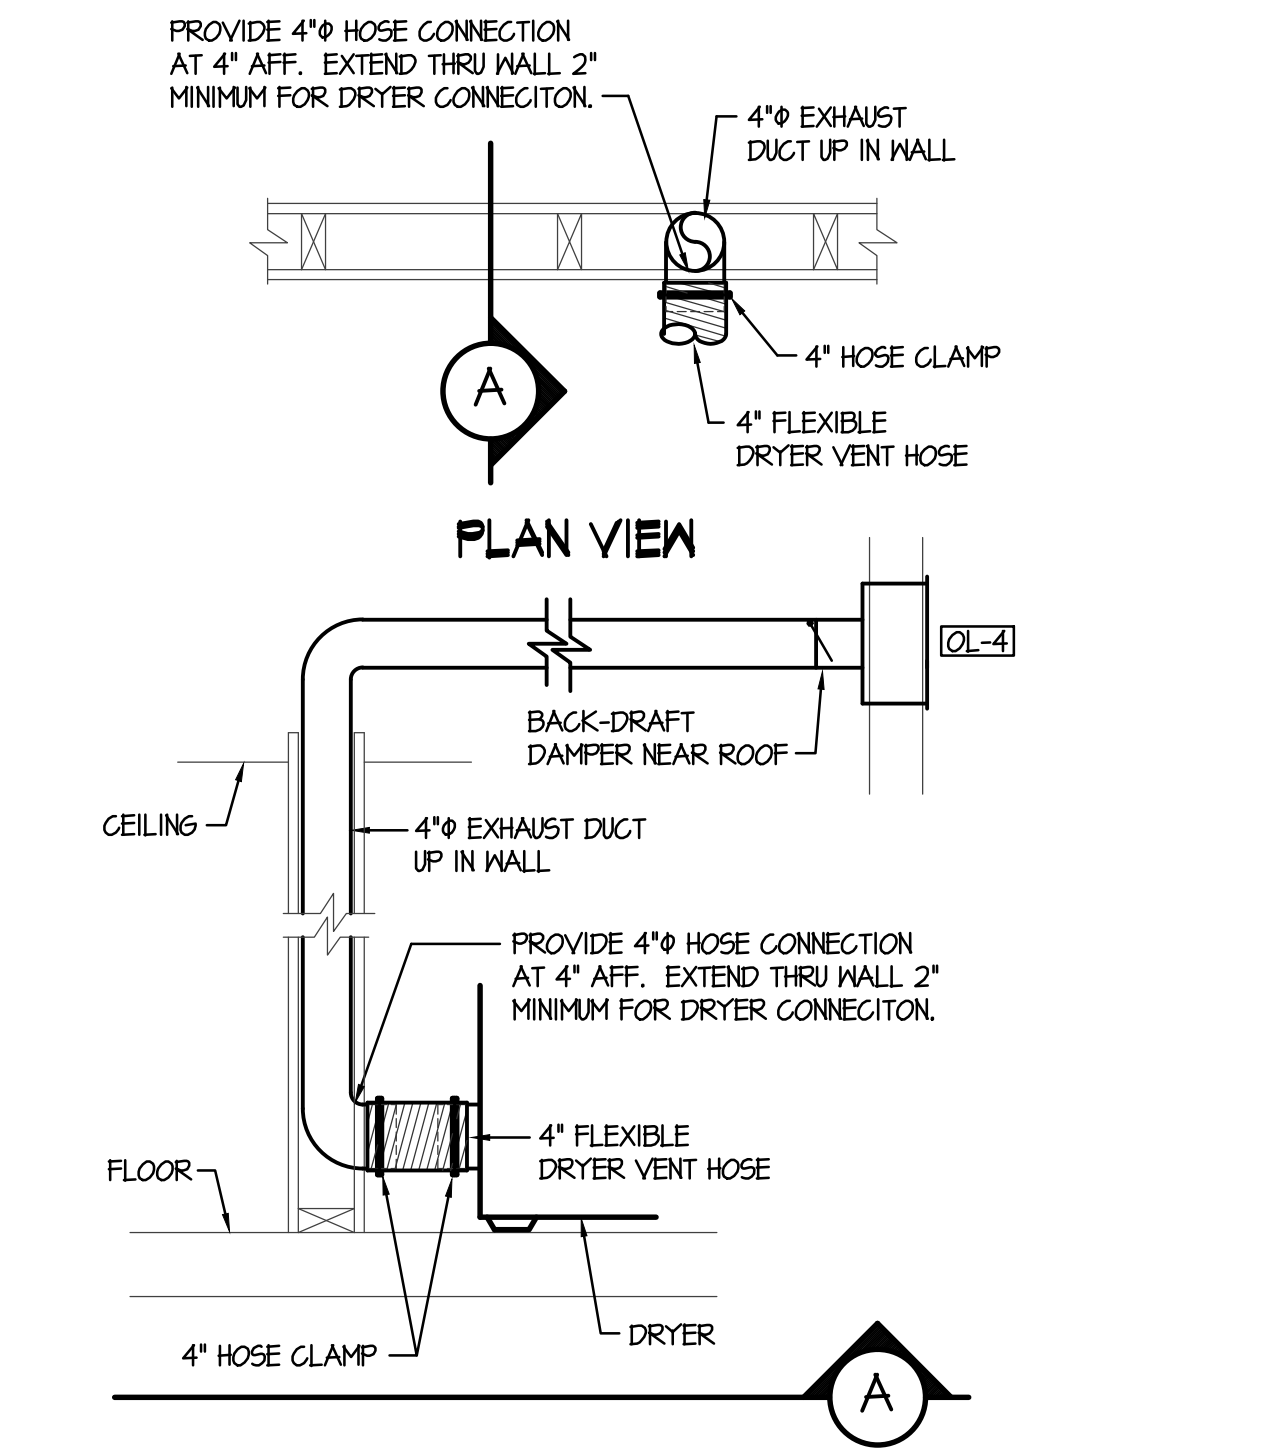 PROVIDE 4"Φ HOSE CONNECTION
AT 4" AFF. EXTEND THRU WALL 2"
MINIMUM FOR DRYER CONNECITON.
4"Φ EXHAUST
DUCT UP IN WALL
4" HOSE CLAMP
A
4" FLEXIBLE
DRYER VENT HOSE
PLAN VIEW
OL-4
BACK-DRAFT
DAMPER NEAR ROOF
CEILING
4"Φ EXHAUST DUCT
UP IN WALL
PROVIDE 4"Φ HOSE CONNECTION
AT 4" AFF. EXTEND THRU WALL 2"
MINIMUM FOR DRYER CONNECITON.
4" FLEXIBLE
DRYER VENT HOSE
FLOOR
DRYER
4" HOSE CLAMP
A